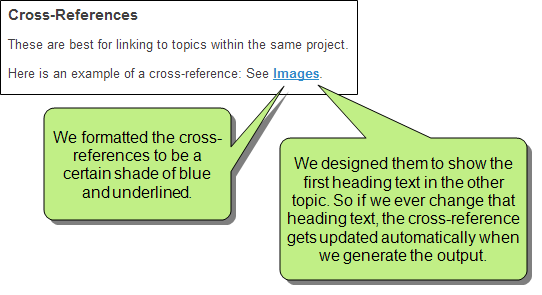 Cross-References
These are best for linking to topics within the same project.
Here is an example of a cross-reference: See Images.
We formatted the cross-
references to be a
certain shade of blue
and underlined.
We designed them to show the
first heading text in the other
topic. So if we ever change that
heading text, the cross-reference
gets updated automatically when
we generate the output.